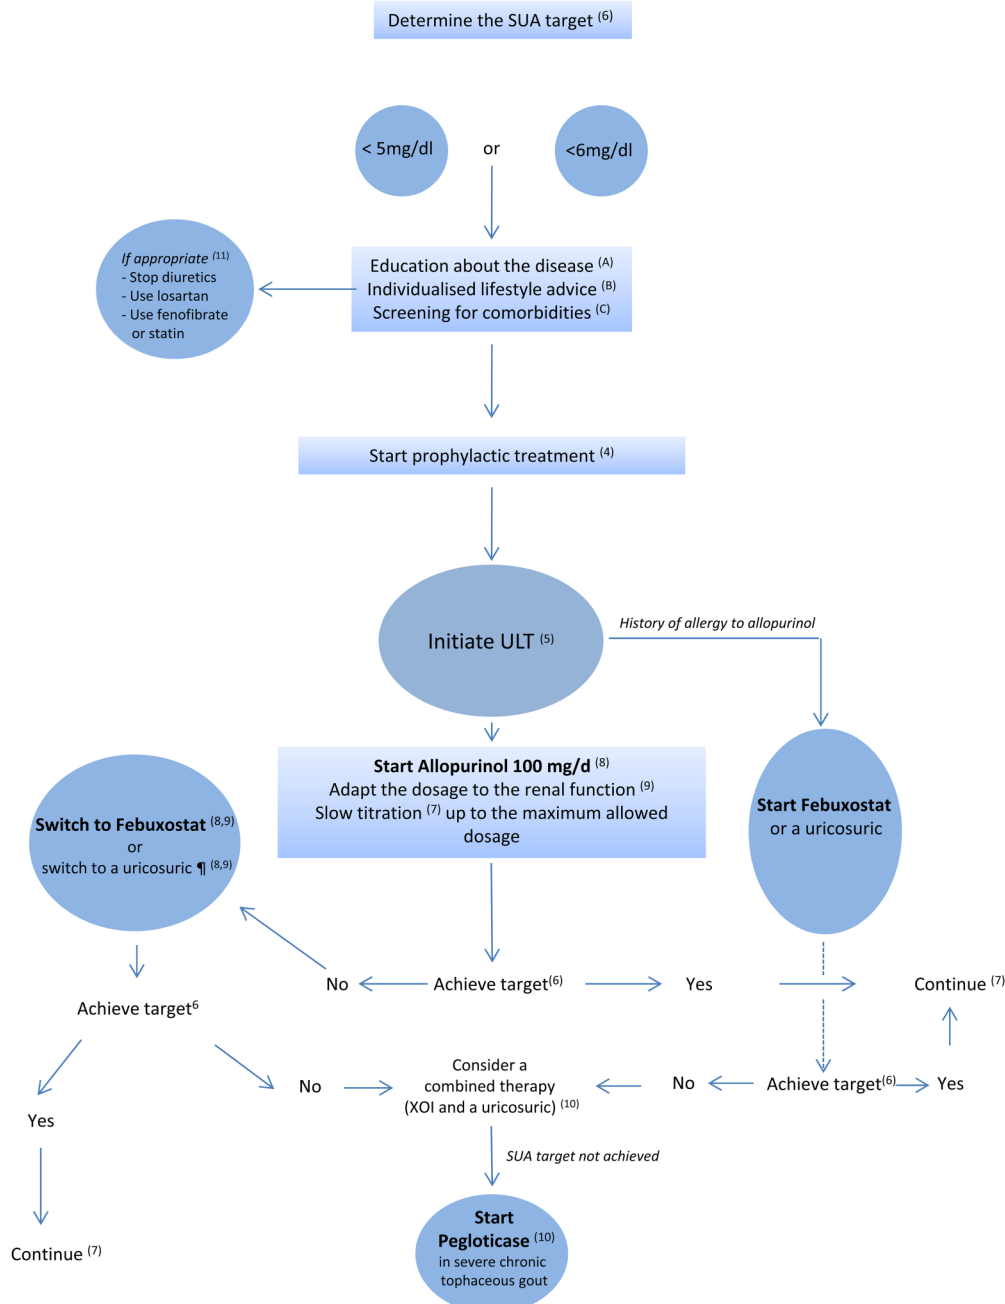 Determine the SUA target (6)
< 5mg/dl
or
<6mg/dl
If appropriate (11)
- Stop diuretics
- Use losartan
- Use fenofibrate
or statin
Education about the disease (A)
Individualised lifestyle advice (B)
Screening for comorbidities (C)
Start prophylactic treatment (4)
Initiate ULT (5)
History of allergy to allopurinol
Start Allopurinol 100 mg/d (8)
Adapt the dosage to the renal function (9)
Slow titration (7) up to the maximum allowed
dosage
Start Febuxostat
or a uricosuric
Switch to Febuxostat (8,9)
or
switch to a uricosuric ¶ (8,9)
No
Achieve target(6)
Yes
Continue (7)
Achieve target6
No
Consider a
combined therapy
(XOI and a uricosuric) (10)
No
Achieve target(6)
Yes
Yes
SUA target not achieved
Continue (7)
Start
Pegloticase (10)
in severe chronic
tophaceous gout